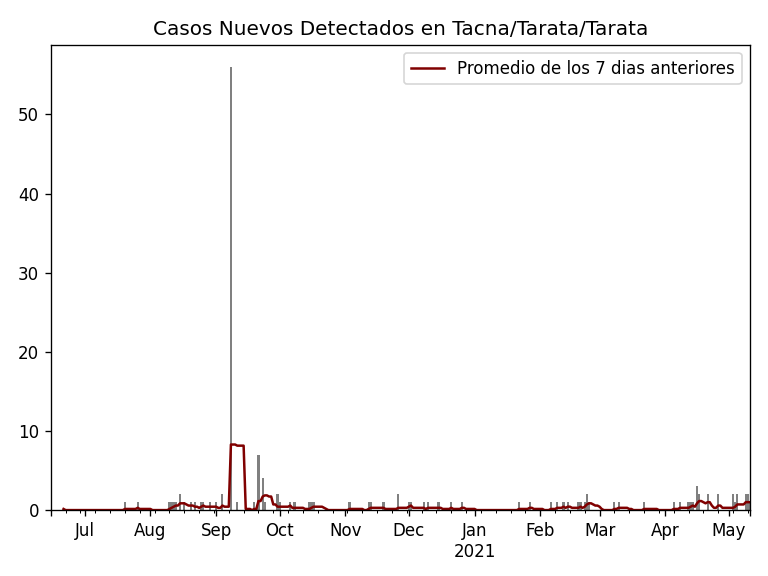 Casos Nuevos Detectados en Tacna/Tarata/Tarata
Promedio de los 7 dias anteriores
50
40
30
20
10
0
Jul Aug Sep Oct Nov Dec Jan Feb Mar Apr May
2021